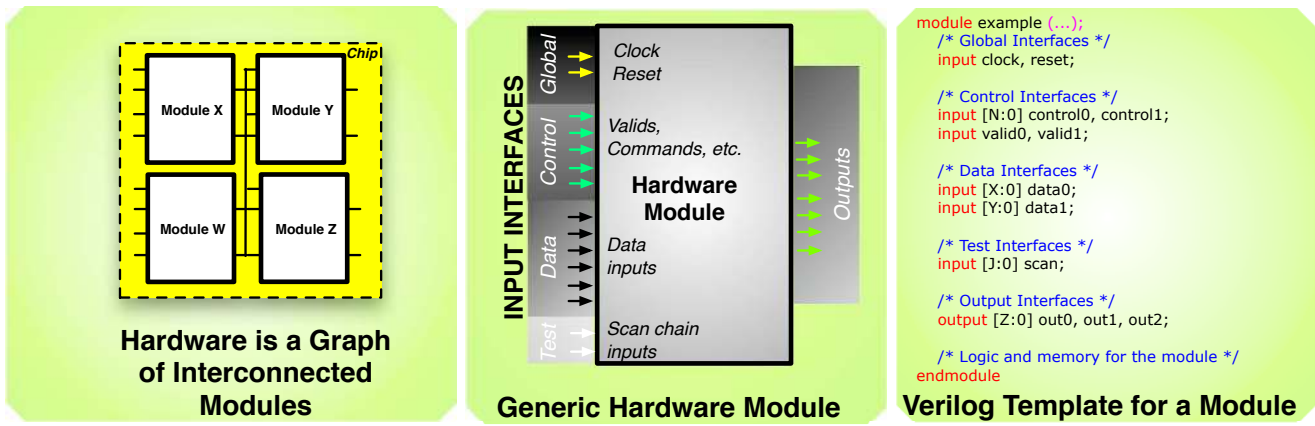 Chip
Module X
Module Y
Module W
Module Z
Hardware is a Graph
of Interconnected
Modules
INPUT INTERFACES
Global
Control
Data
Test
Clock
Reset
Valids,
Commands, etc.
Hardware
Module
Data
inputs
Scan chain
inputs
Outputs
Generic Hardware Module
module example (...);
/* Global Interfaces */
input clock, reset;
/* Control Interfaces */
input [N:0] control0, control1;
input valid0, valid1;
/* Data Interfaces */
input [X:0] data0;
input [Y:0] data1;
/* Test Interfaces */
input [J:0] scan;
/* Output Interfaces */
output [Z:0] out0, out1, out2;
/* Logic and memory for the module */
endmodule
Verilog Template for a Module